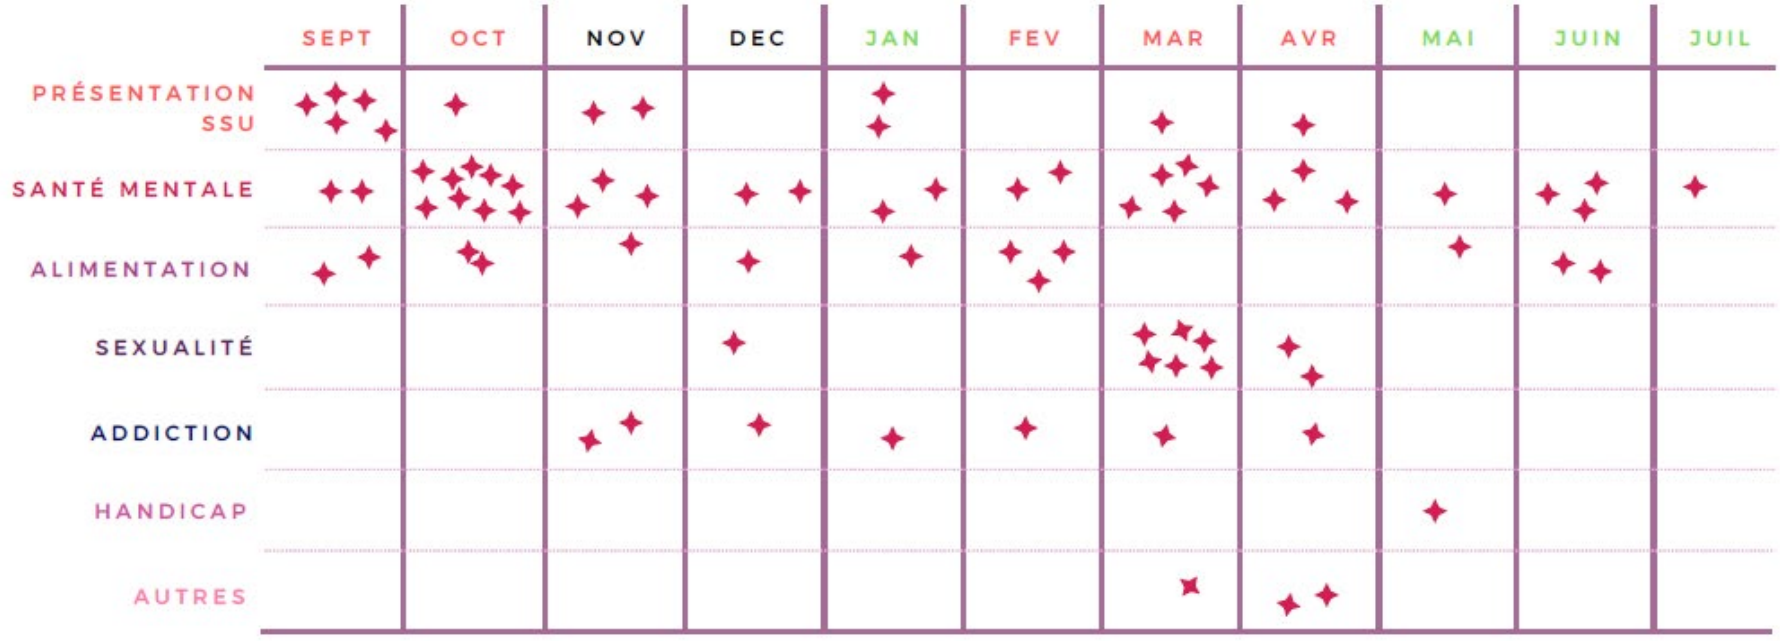 SEPT OCT NOV DEC JAN FEV MAR AVR MAI JUIN JUIL
PRÉSENTATION
SSU
SANTÉ MENTALE
ALIMENTATION
SEXUALITÉ
ADDICTION
HANDICAP
AUTRES